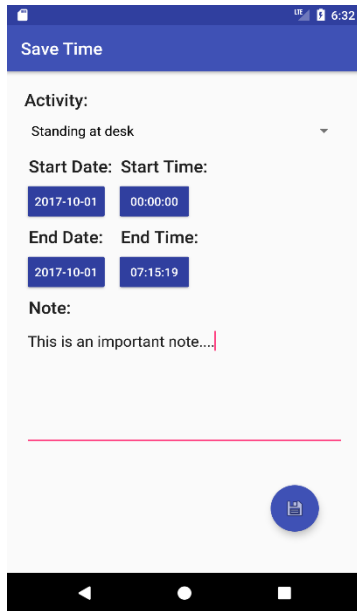 LTE 6:32
Save Time
Activity:
Standing at desk
Start Date: Start Time:
2017-10-01 00:00:00
End Date: End Time:
2017-10-01 07:15:19
Note:
This is an important note....